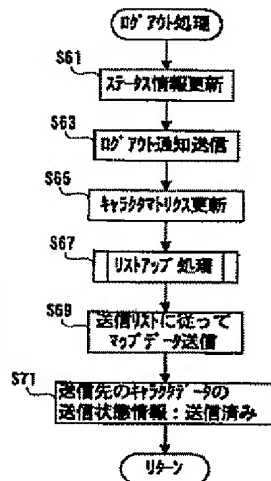 ログアウト処理
S61
ステータス情報更新
S63
ログアウト通知送信
S65
キャラクタマトリクス更新
S67
リストアップ処理
S69
送信リストに従って
マップデータ送信
S71
送信先のキャラクタデータの
送信状態情報:送信済み
リターン